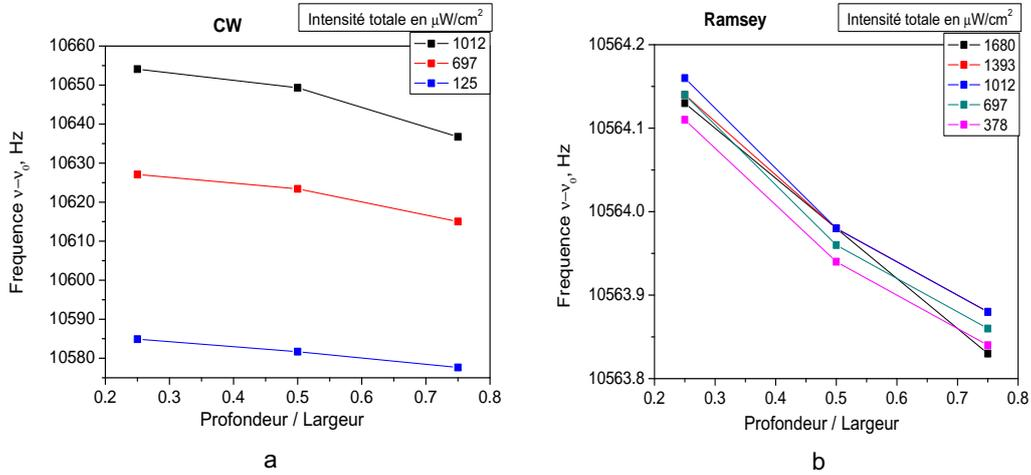 CW
Intensité totale en μW/cm²
1012
697
125
10660
10650
10640
10630
10620
10610
10600
10590
10580
Frequence ν−ν₀, Hz
0.2 0.3 0.4 0.5 0.6 0.7 0.8
Profondeur / Largeur
a
Ramsey
Intensité totale en μW/cm²
1680
1393
1012
697
378
10564.2
10564.1
10564.0
10563.9
10563.8
Frequence ν−ν₀, Hz
0.2 0.3 0.4 0.5 0.6 0.7 0.8
Profondeur / Largeur
b